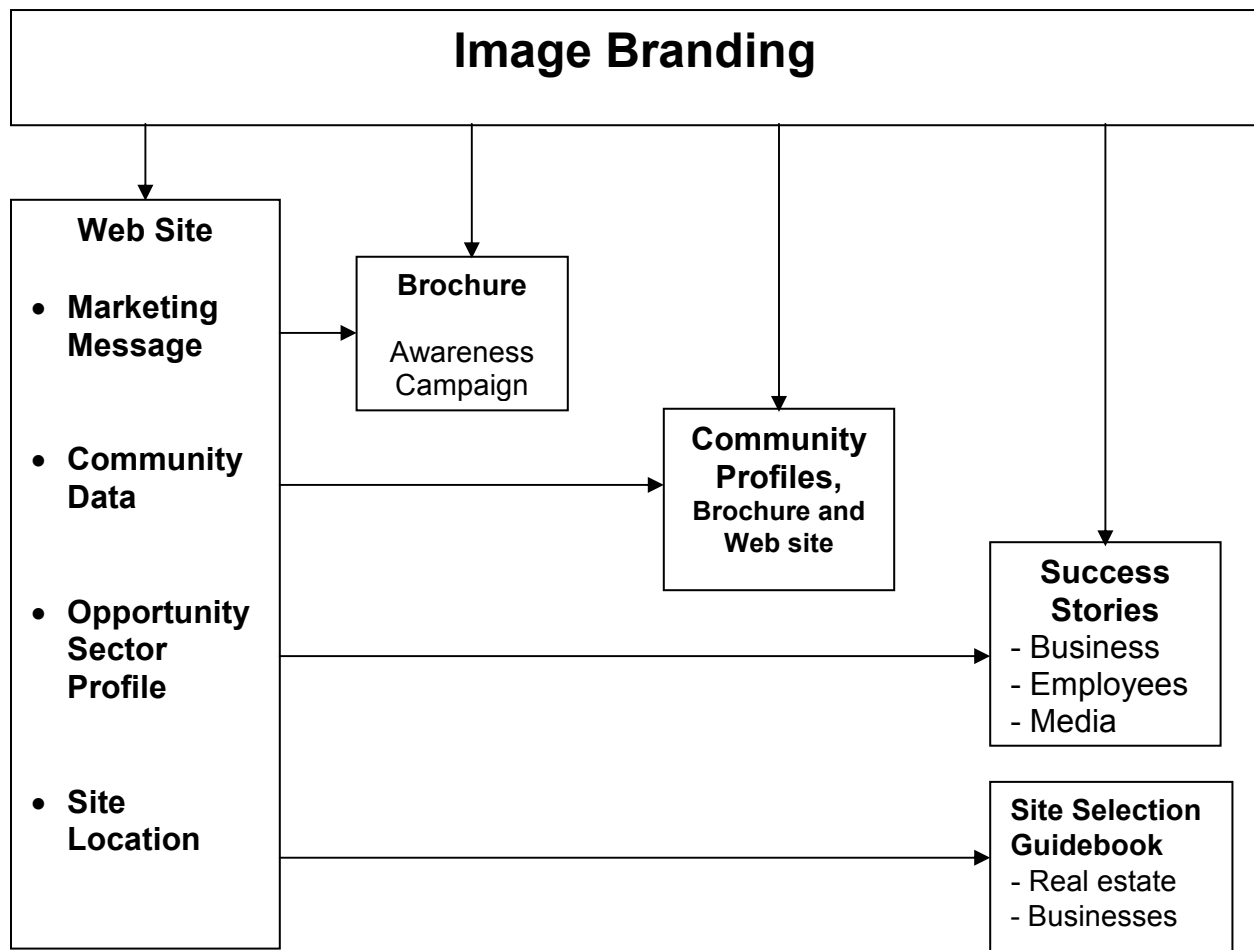 Image Branding
Web Site
• Marketing
Message
• Community
Data
• Opportunity
Sector
Profile
• Site
Location
Brochure
Awareness
Campaign
Community
Profiles,
Brochure and
Web site
Success
Stories
- Business
- Employees
- Media
Site Selection
Guidebook
- Real estate
- Businesses